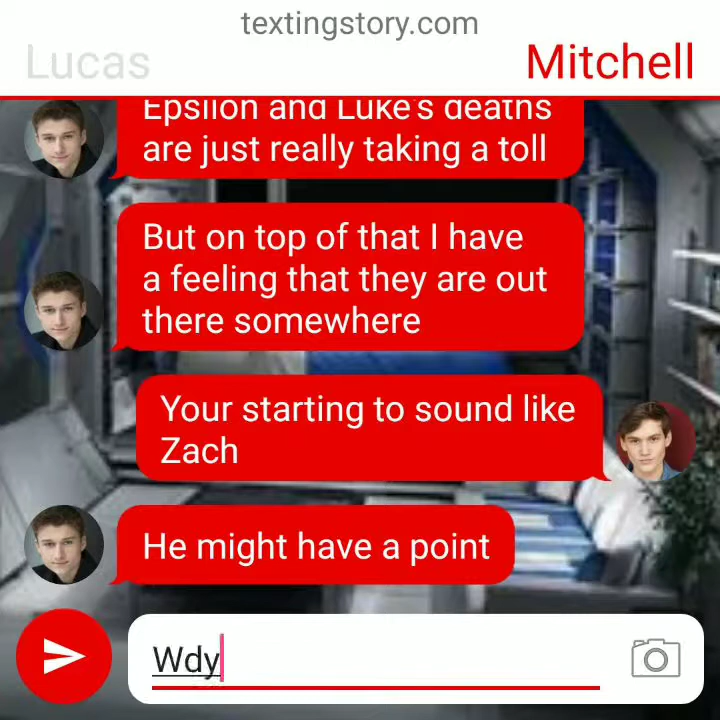 textingstory.com
Lucas
Mitchell
Epsilon and Luke's deaths
are just really taking a toll
But on top of that I have
a feeling that they are out
there somewhere
Your starting to sound like
Zach
He might have a point
Wdy